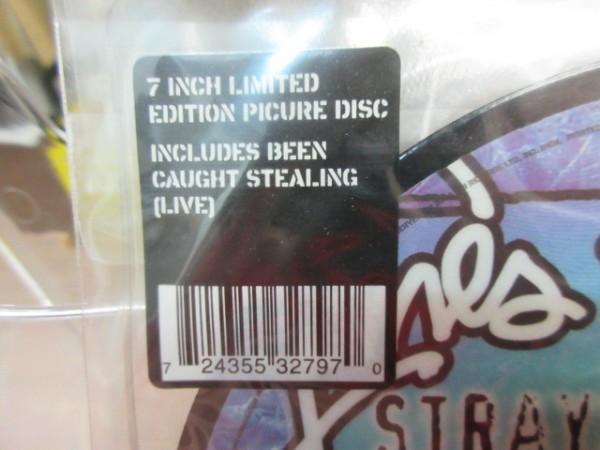 7 INCH LIMITED
EDITION PICURE DISC
INCLUDES BEEN
CAUGHT STEALING
(LIVE)
7 24355 32797 0
STRAY